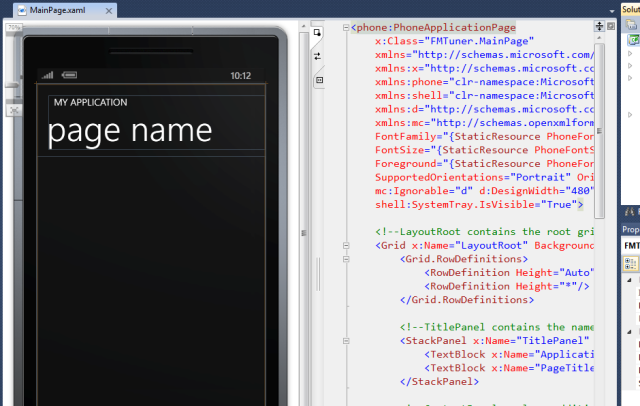 MainPage.xaml
Solut
75%
10:12
MY APPLICATION
page name
<phone:PhoneApplicationPage
x:Class="FMTuner.MainPage"
xmlns="http://schemas.microsoft.com/
xmlns:x="http://schemas.microsoft.co
xmlns:phone="clr-namespace:Microsoft
xmlns:shell="clr-namespace:Microsoft
xmlns:d="http://schemas.microsoft.co
xmlns:mc="http://schemas.openxmlform
FontFamily="{StaticResource PhoneFon
FontSize="{StaticResource PhoneFontS
Foreground="{StaticResource PhoneFor
SupportedOrientations="Portrait" Ori
mc:Ignorable="d" d:DesignWidth="480"
shell:SystemTray.IsVisible="True">
<!--LayoutRoot contains the root gri
<Grid x:Name="LayoutRoot" Background
<Grid.RowDefinitions>
<RowDefinition Height="Auto"
<RowDefinition Height="*"/>
</Grid.RowDefinitions>
<!--TitlePanel contains the name
<StackPanel x:Name="TitlePanel"
<TextBlock x:Name="Applicati
<TextBlock x:Name="PageTitle
</StackPanel>
Prope
FMT